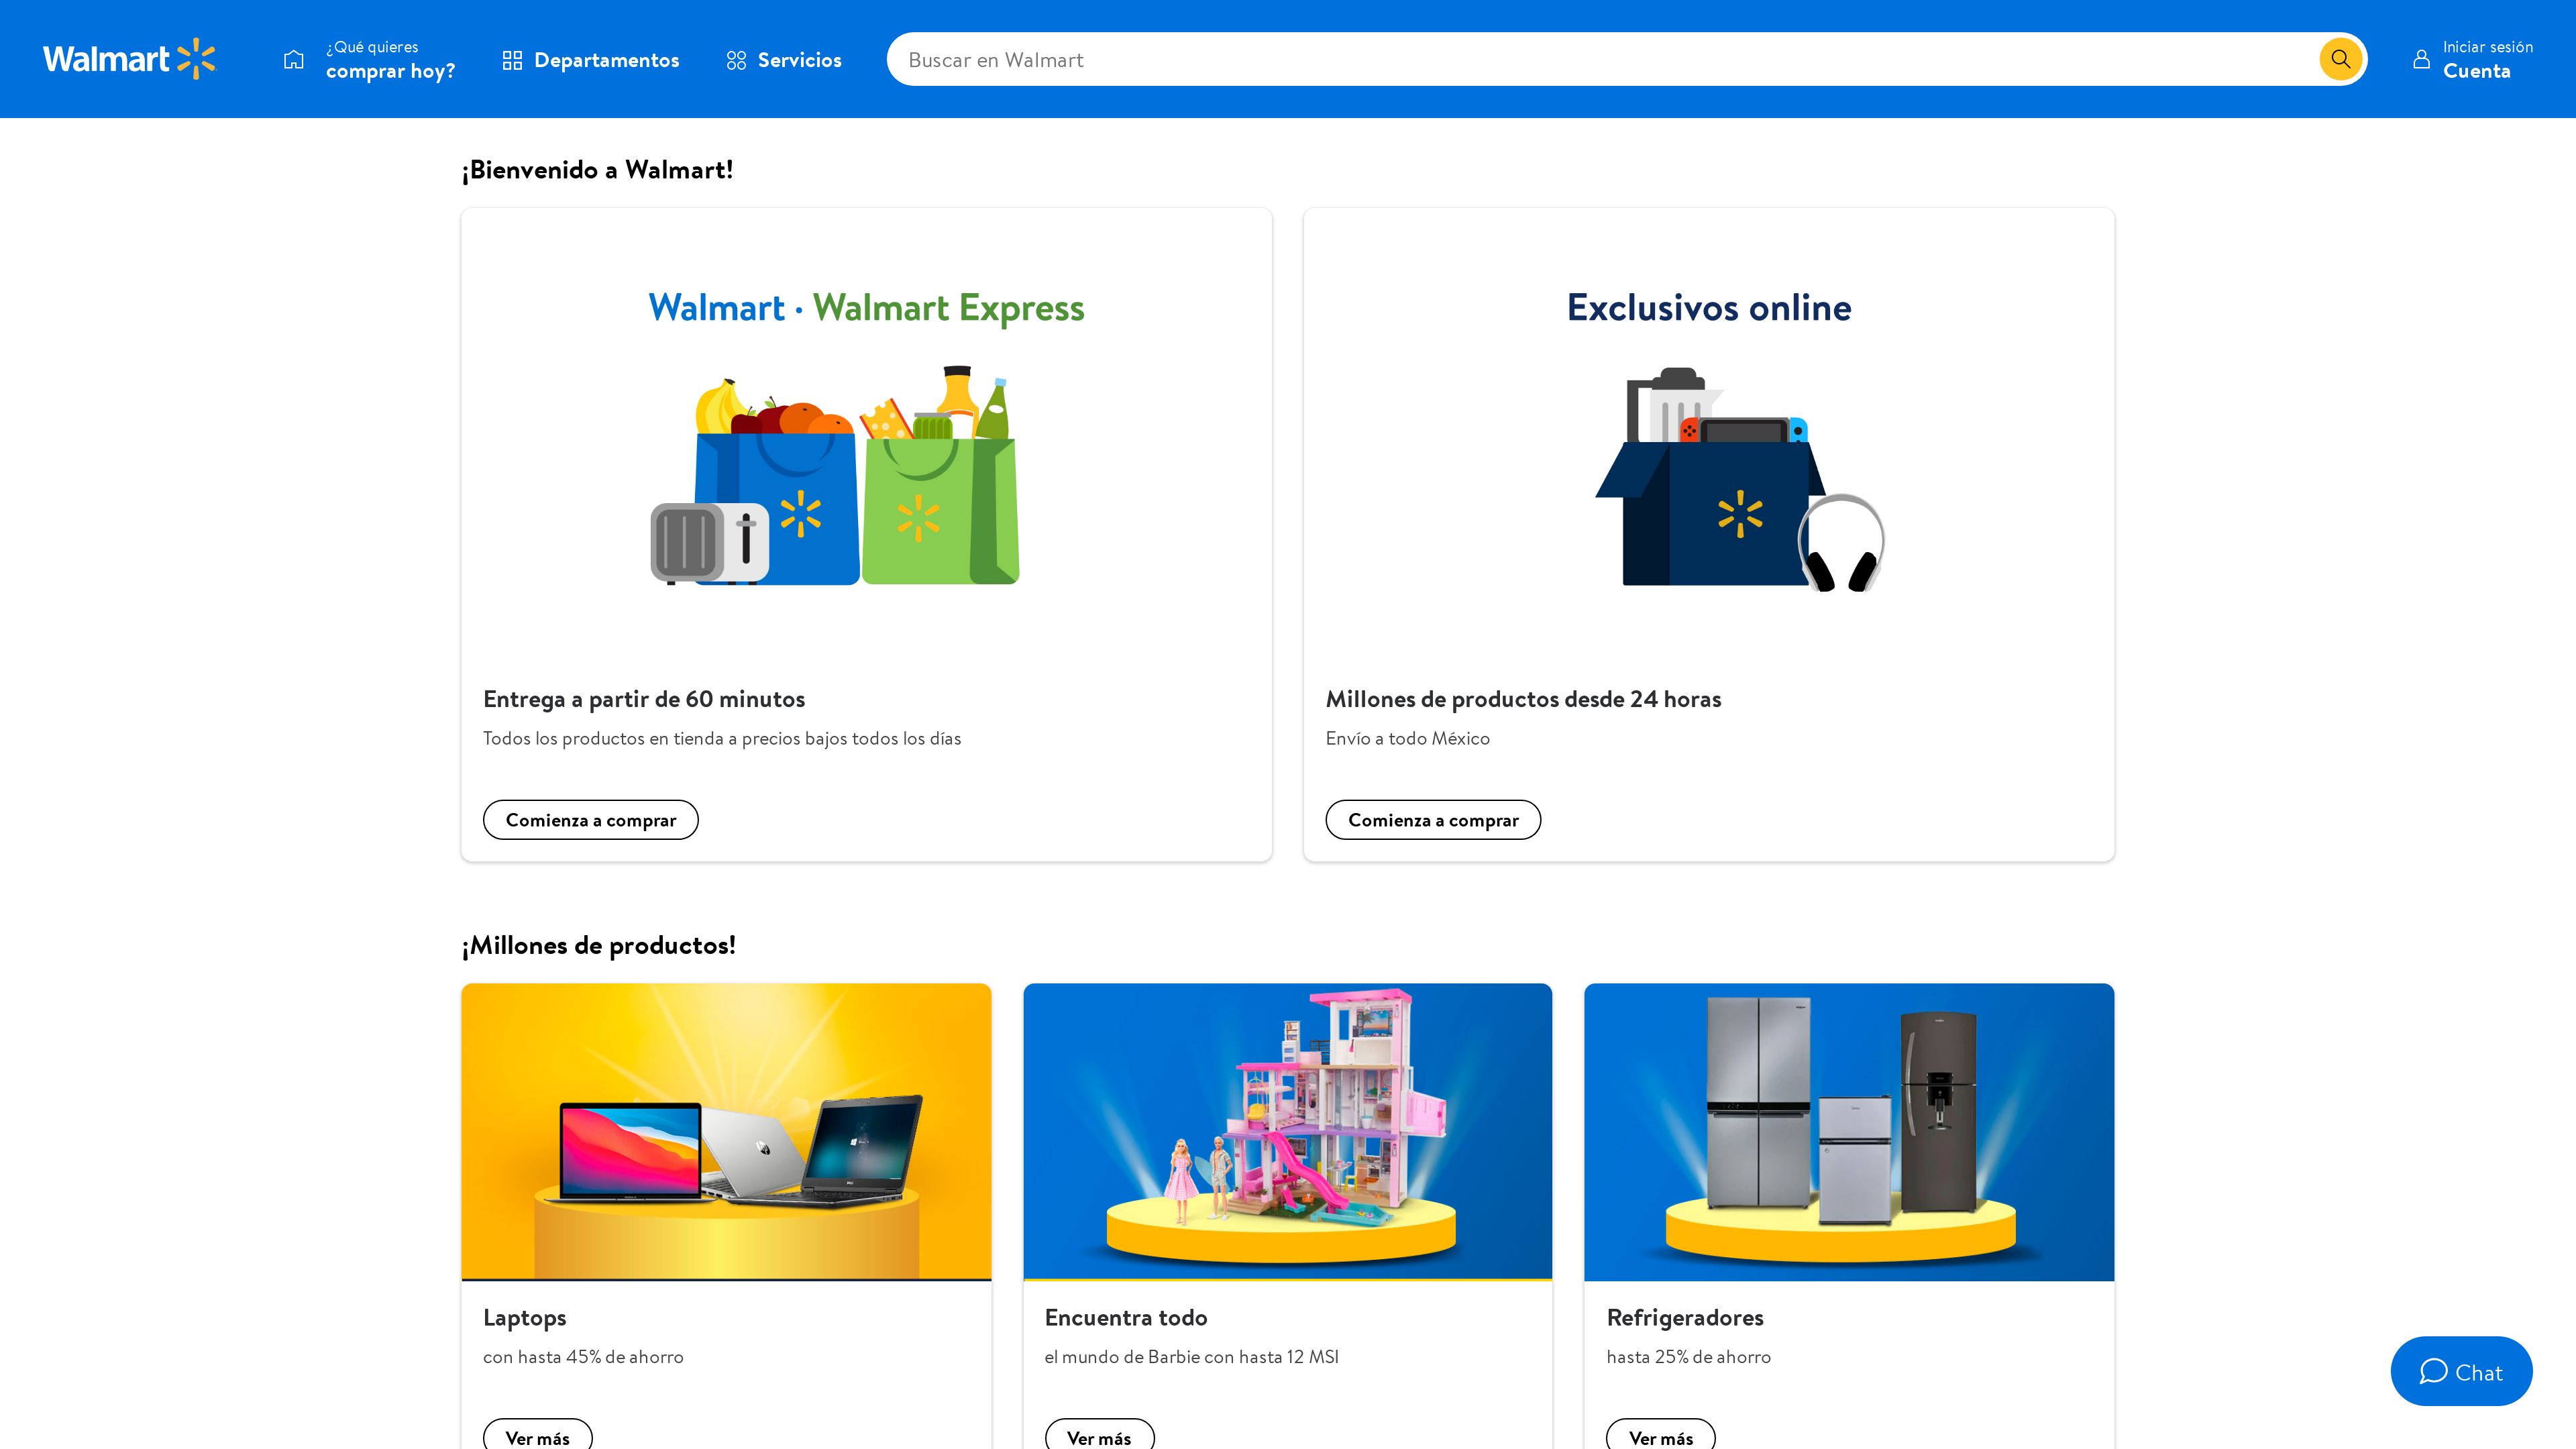 Walmart
¿Qué quieres
comprar hoy?
Departamentos
Servicios
Buscar en Walmart
Iniciar sesión
Cuenta
¡Bienvenido a Walmart!
Walmart · Walmart Express
Exclusivos online
Entrega a partir de 60 minutos
Todos los productos en tienda a precios bajos todos los días
Comienza a comprar
Millones de productos desde 24 horas
Envío a todo México
Comienza a comprar
¡Millones de productos!
Laptops
con hasta 45% de ahorro
Ver más
Encuentra todo
el mundo de Barbie con hasta 12 MSI
Ver más
Refrigeradores
hasta 25% de ahorro
Ver más
Chat